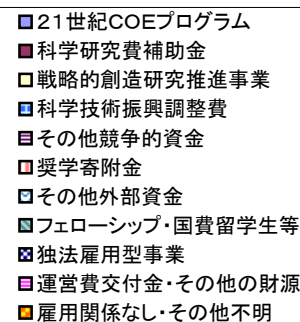 21世紀COEプログラム
科学研究費補助金
戦略的創造研究推進事業
科学技術振興調整費
その他競争的資金
奨学寄附金
その他外部資金
フェローシップ・国費留学生等
独法雇用型事業
運営費交付金・その他の財源
雇用関係なし・その他不明